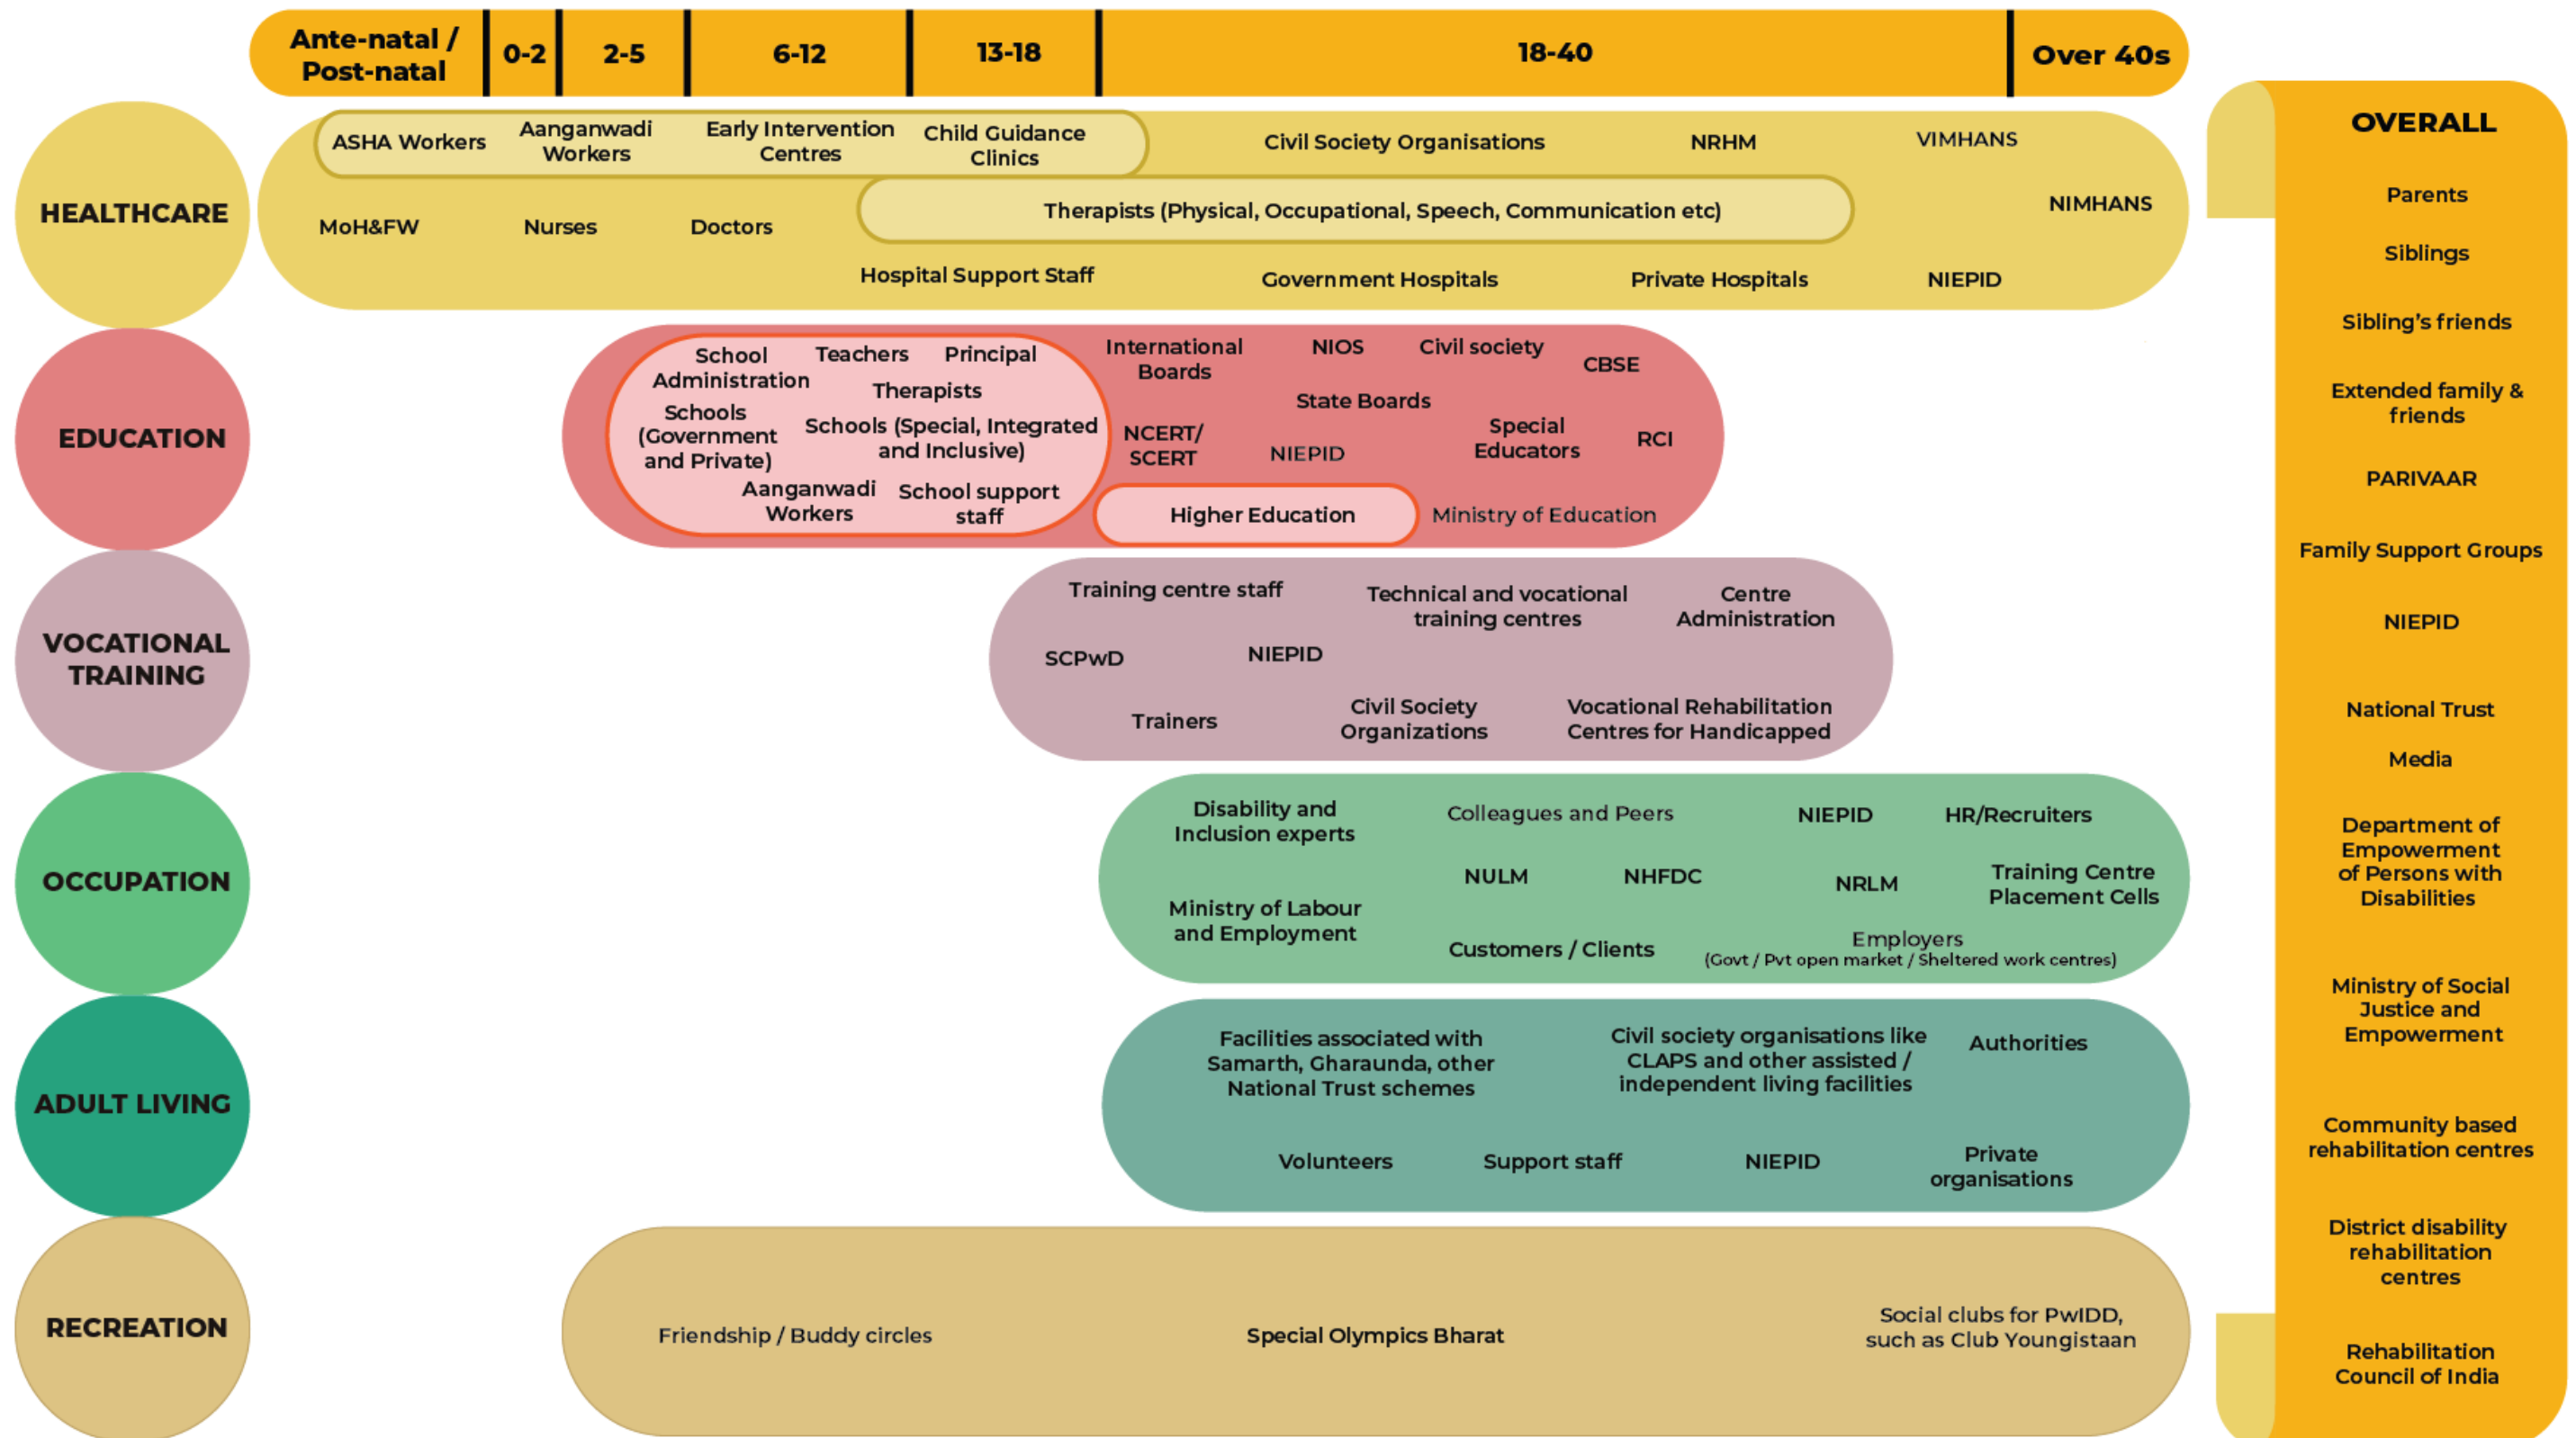 Ante-natal /
Post-natal
0-2
2-5
6-12
13-18
18-40
Over 40s
HEALTHCARE
ASHA Workers
Aanganwadi
Workers
Early Intervention
Centres
Child Guidance
Clinics
Civil Society Organisations
NRHM
VIMHANS
MoH&FW
Nurses
Doctors
Therapists (Physical, Occupational, Speech, Communication etc)
NIMHANS
Hospital Support Staff
Government Hospitals
Private Hospitals
NIEPID
EDUCATION
School
Administration
Teachers
Principal
Therapists
Schools
(Government
and Private)
Schools (Special, Integrated
and Inclusive)
Aanganwadi
Workers
School support
staff
International
Boards
NIOS
Civil society
CBSE
State Boards
NCERT/
SCERT
NIEPID
Special
Educators
RCI
Higher Education
Ministry of Education
VOCATIONAL
TRAINING
Training centre staff
Technical and vocational
training centres
Centre
Administration
SCPwD
NIEPID
Trainers
Civil Society
Organizations
Vocational Rehabilitation
Centres for Handicapped
OCCUPATION
Disability and
Inclusion experts
Colleagues and Peers
NIEPID
HR/Recruiters
NULM
NHFDC
NRLM
Training Centre
Placement Cells
Ministry of Labour
and Employment
Customers / Clients
Employers
(Govt / Pvt open market / Sheltered work centres)
ADULT LIVING
Facilities associated with
Samarth, Gharaunda, other
National Trust schemes
Civil society organisations like
CLAPS and other assisted /
independent living facilities
Authorities
Volunteers
Support staff
NIEPID
Private
organisations
RECREATION
Friendship / Buddy circles
Special Olympics Bharat
Social clubs for PwIDD,
such as Club Youngistaan
OVERALL
Parents
Siblings
Sibling's friends
Extended family &
friends
PARIVAAR
Family Support Groups
NIEPID
National Trust
Media
Department of
Empowerment
of Persons with
Disabilities
Ministry of Social
Justice and
Empowerment
Community based
rehabilitation centres
District disability
rehabilitation
centres
Rehabilitation
Council of India